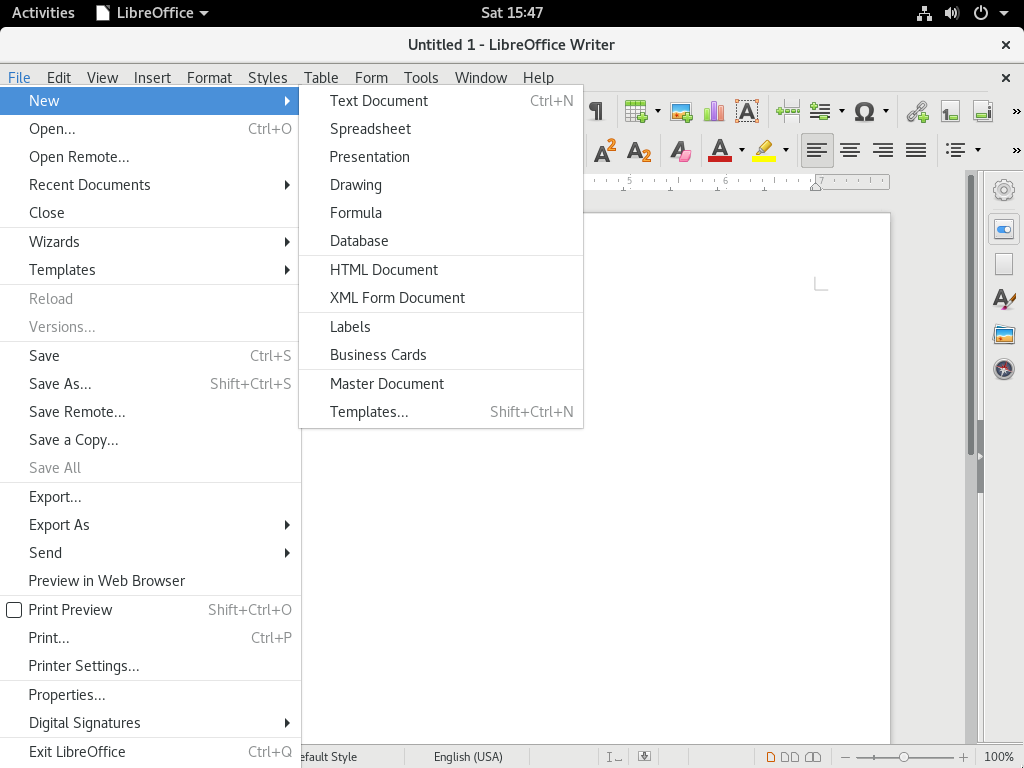 Activities LibreOffice Sat 15:47
Untitled 1 - LibreOffice Writer
File Edit View Insert Format Styles Table Form Tools Window Help
New
Open... Ctrl+O
Open Remote...
Recent Documents
Close
Wizards
Templates
Reload
Versions...
Save Ctrl+S
Save As... Shift+Ctrl+S
Save Remote...
Save a Copy...
Save All
Export...
Export As
Send
Preview in Web Browser
Print Preview Shift+Ctrl+O
Print... Ctrl+P
Printer Settings...
Properties...
Digital Signatures
Exit LibreOffice Ctrl+Q
Text Document Ctrl+N
Spreadsheet
Presentation
Drawing
Formula
Database
HTML Document
XML Form Document
Labels
Business Cards
Master Document
Templates... Shift+Ctrl+N
5 6 7
efault Style English (USA) 100%